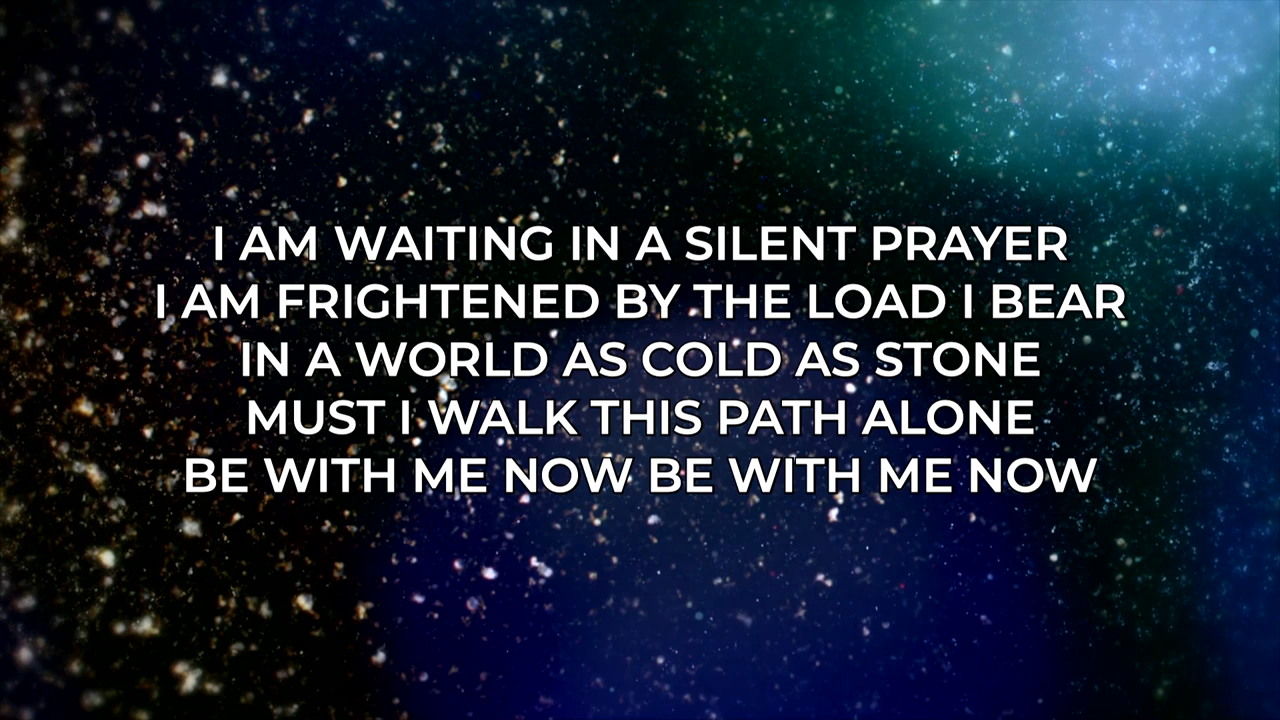 I AM WAITING IN A SILENT PRAYER
I AM FRIGHTENED BY THE LOAD I BEAR
IN A WORLD AS COLD AS STONE
MUST I WALK THIS PATH ALONE
BE WITH ME NOW BE WITH ME NOW